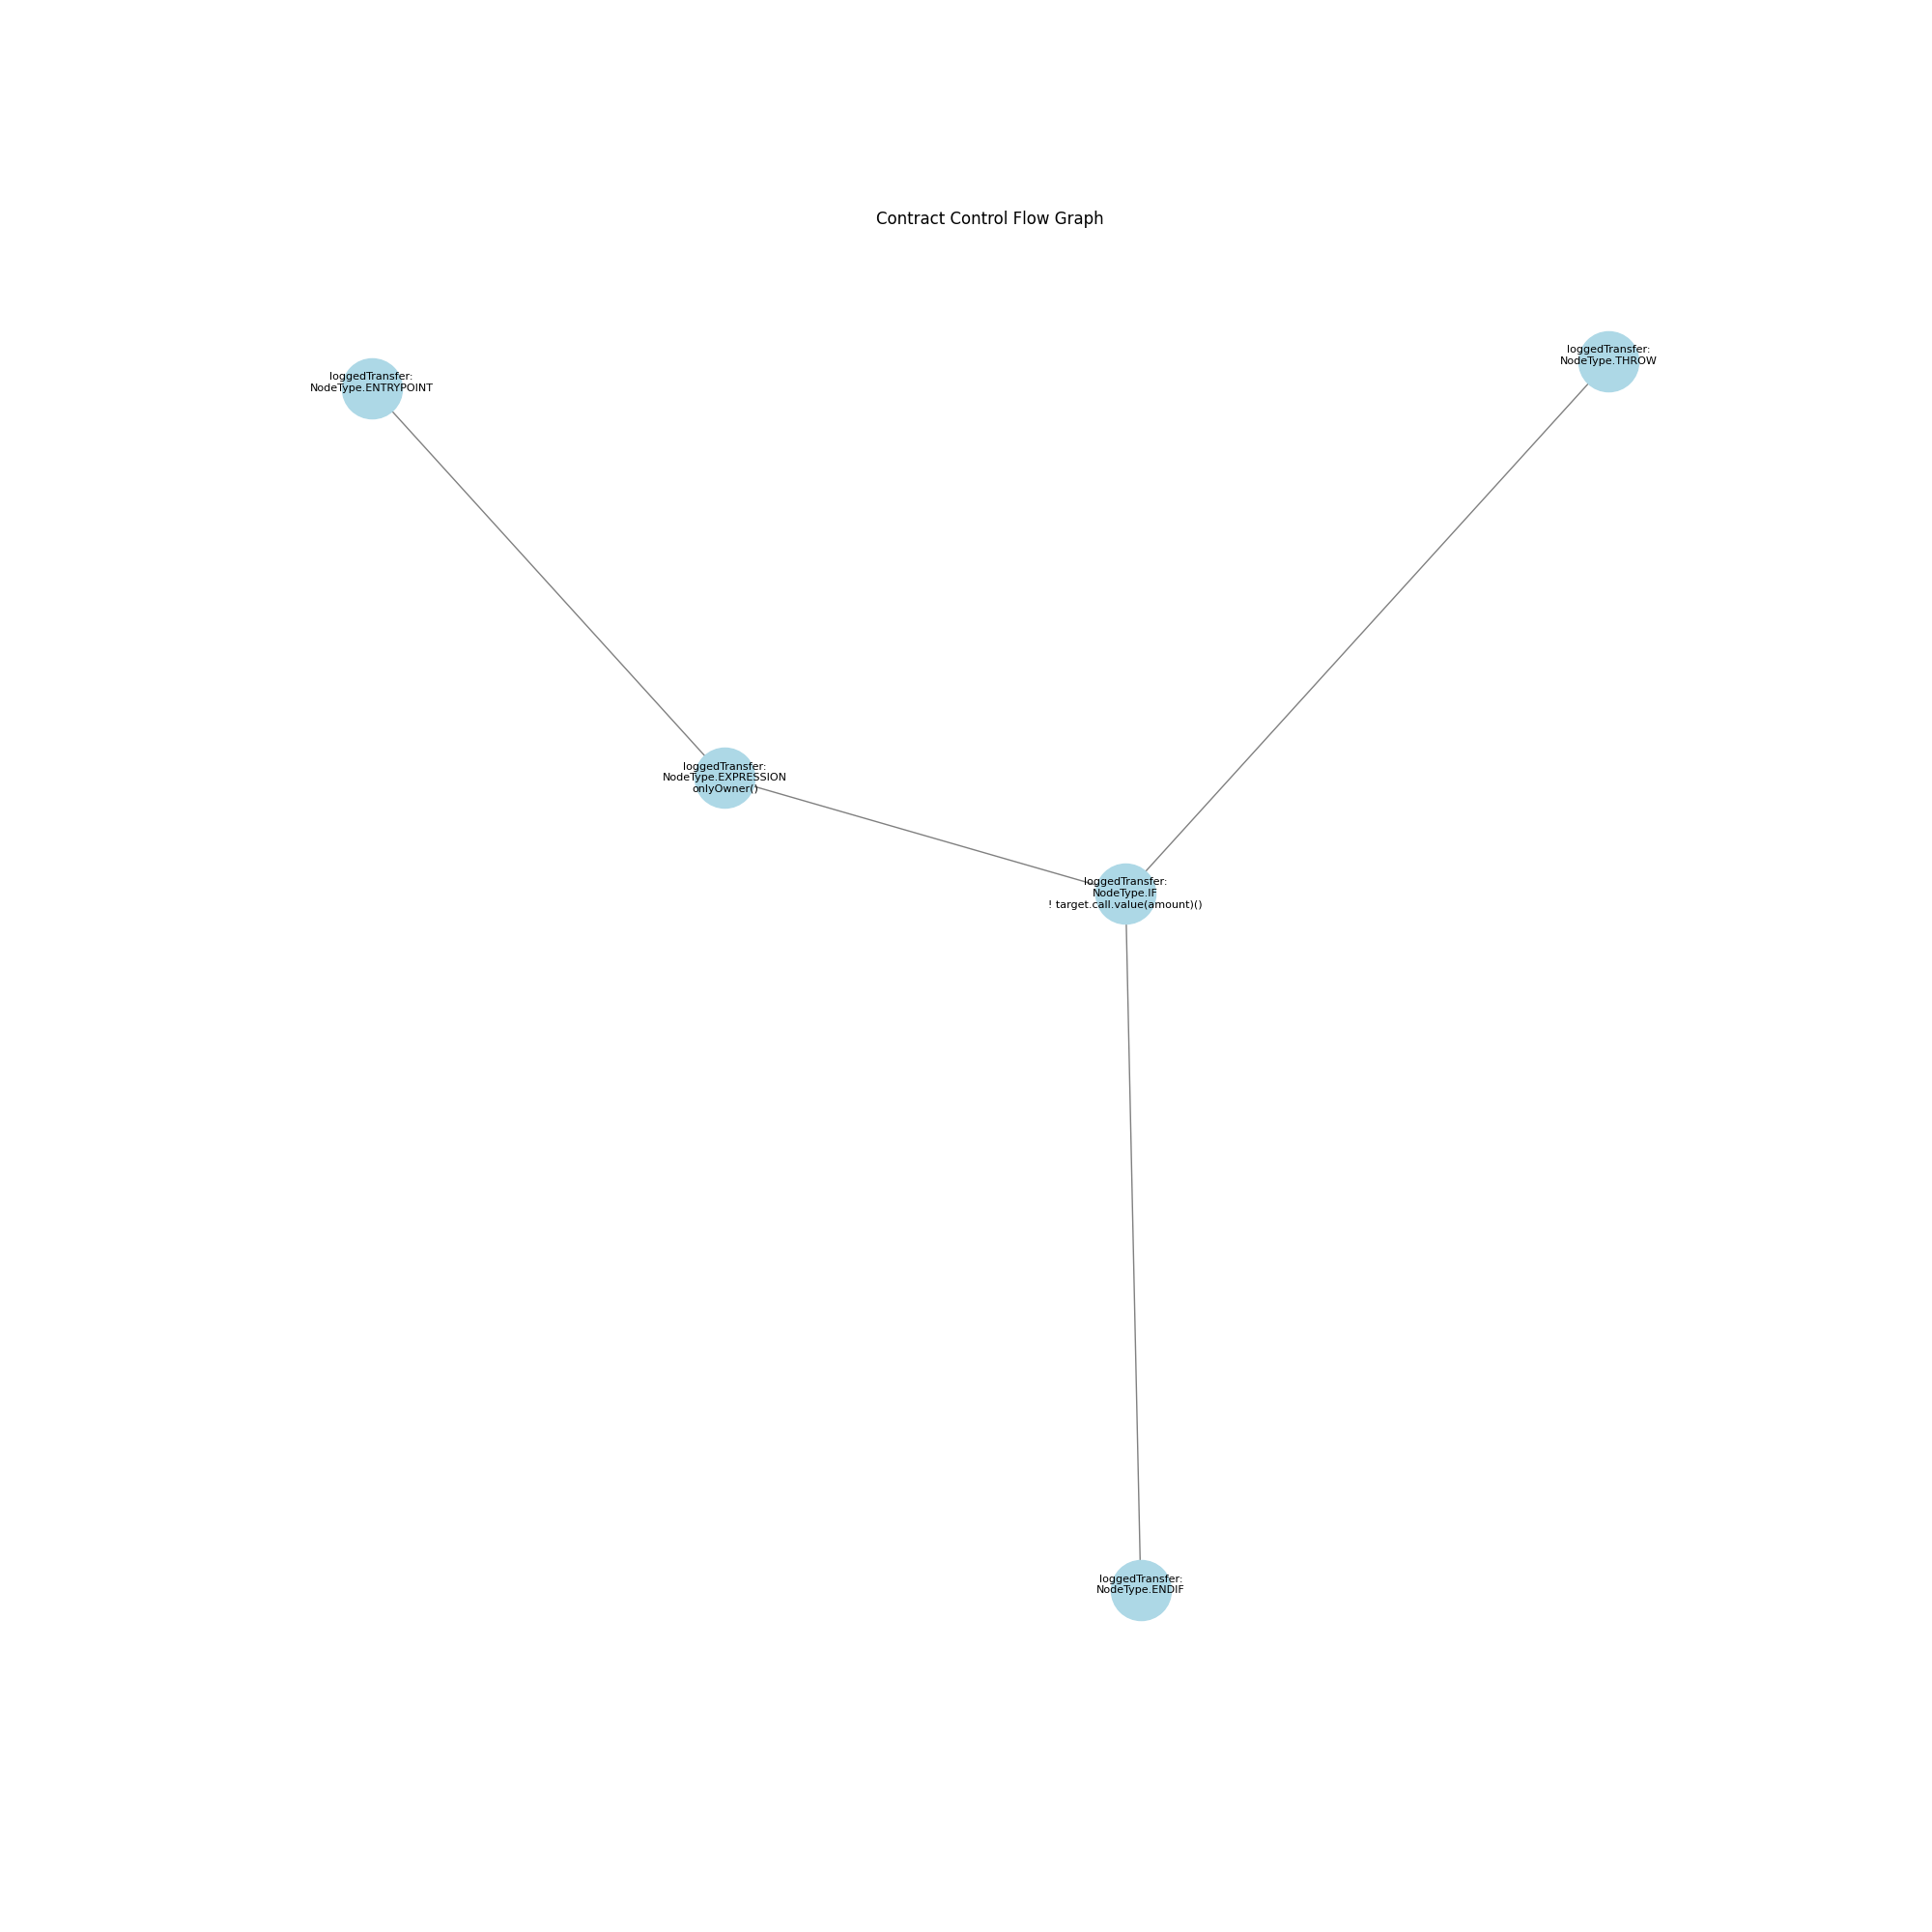 Contract Control Flow Graph
loggedTransfer:
NodeType.THROW
loggedTransfer:
NodeType.ENTRYPOINT
loggedTransfer:
NodeType.EXPRESSION
onlyOwner()
loggedTransfer:
NodeType.IF
! target.call.value(amount)()
loggedTransfer:
NodeType.ENDIF